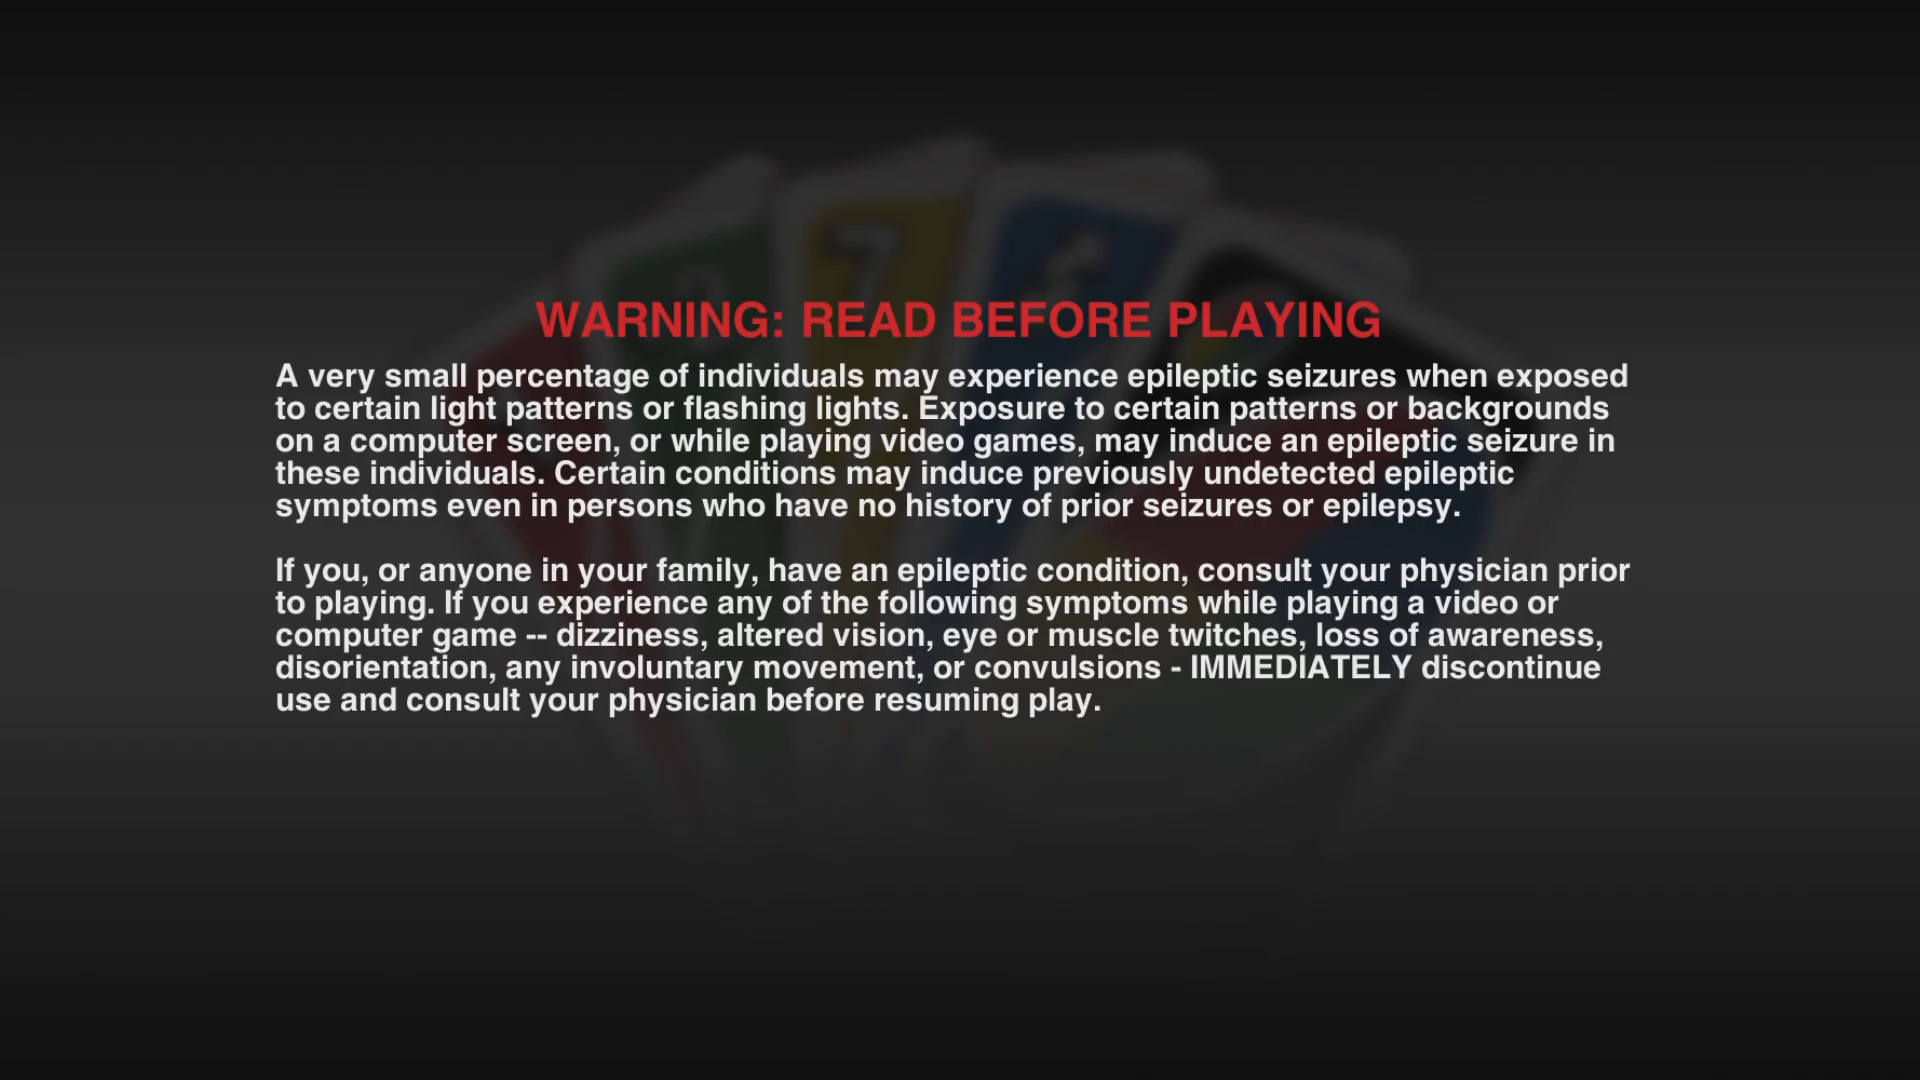 WARNING: READ BEFORE PLAYING
A very small percentage of individuals may experience epileptic seizures when exposed
to certain light patterns or flashing lights. Exposure to certain patterns or backgrounds
on a computer screen, or while playing video games, may induce an epileptic seizure in
these individuals. Certain conditions may induce previously undetected epileptic
symptoms even in persons who have no history of prior seizures or epilepsy.
If you, or anyone in your family, have an epileptic condition, consult your physician prior
to playing. If you experience any of the following symptoms while playing a video or
computer game -- dizziness, altered vision, eye or muscle twitches, loss of awareness,
disorientation, any involuntary movement, or convulsions - IMMEDIATELY discontinue
use and consult your physician before resuming play.
7